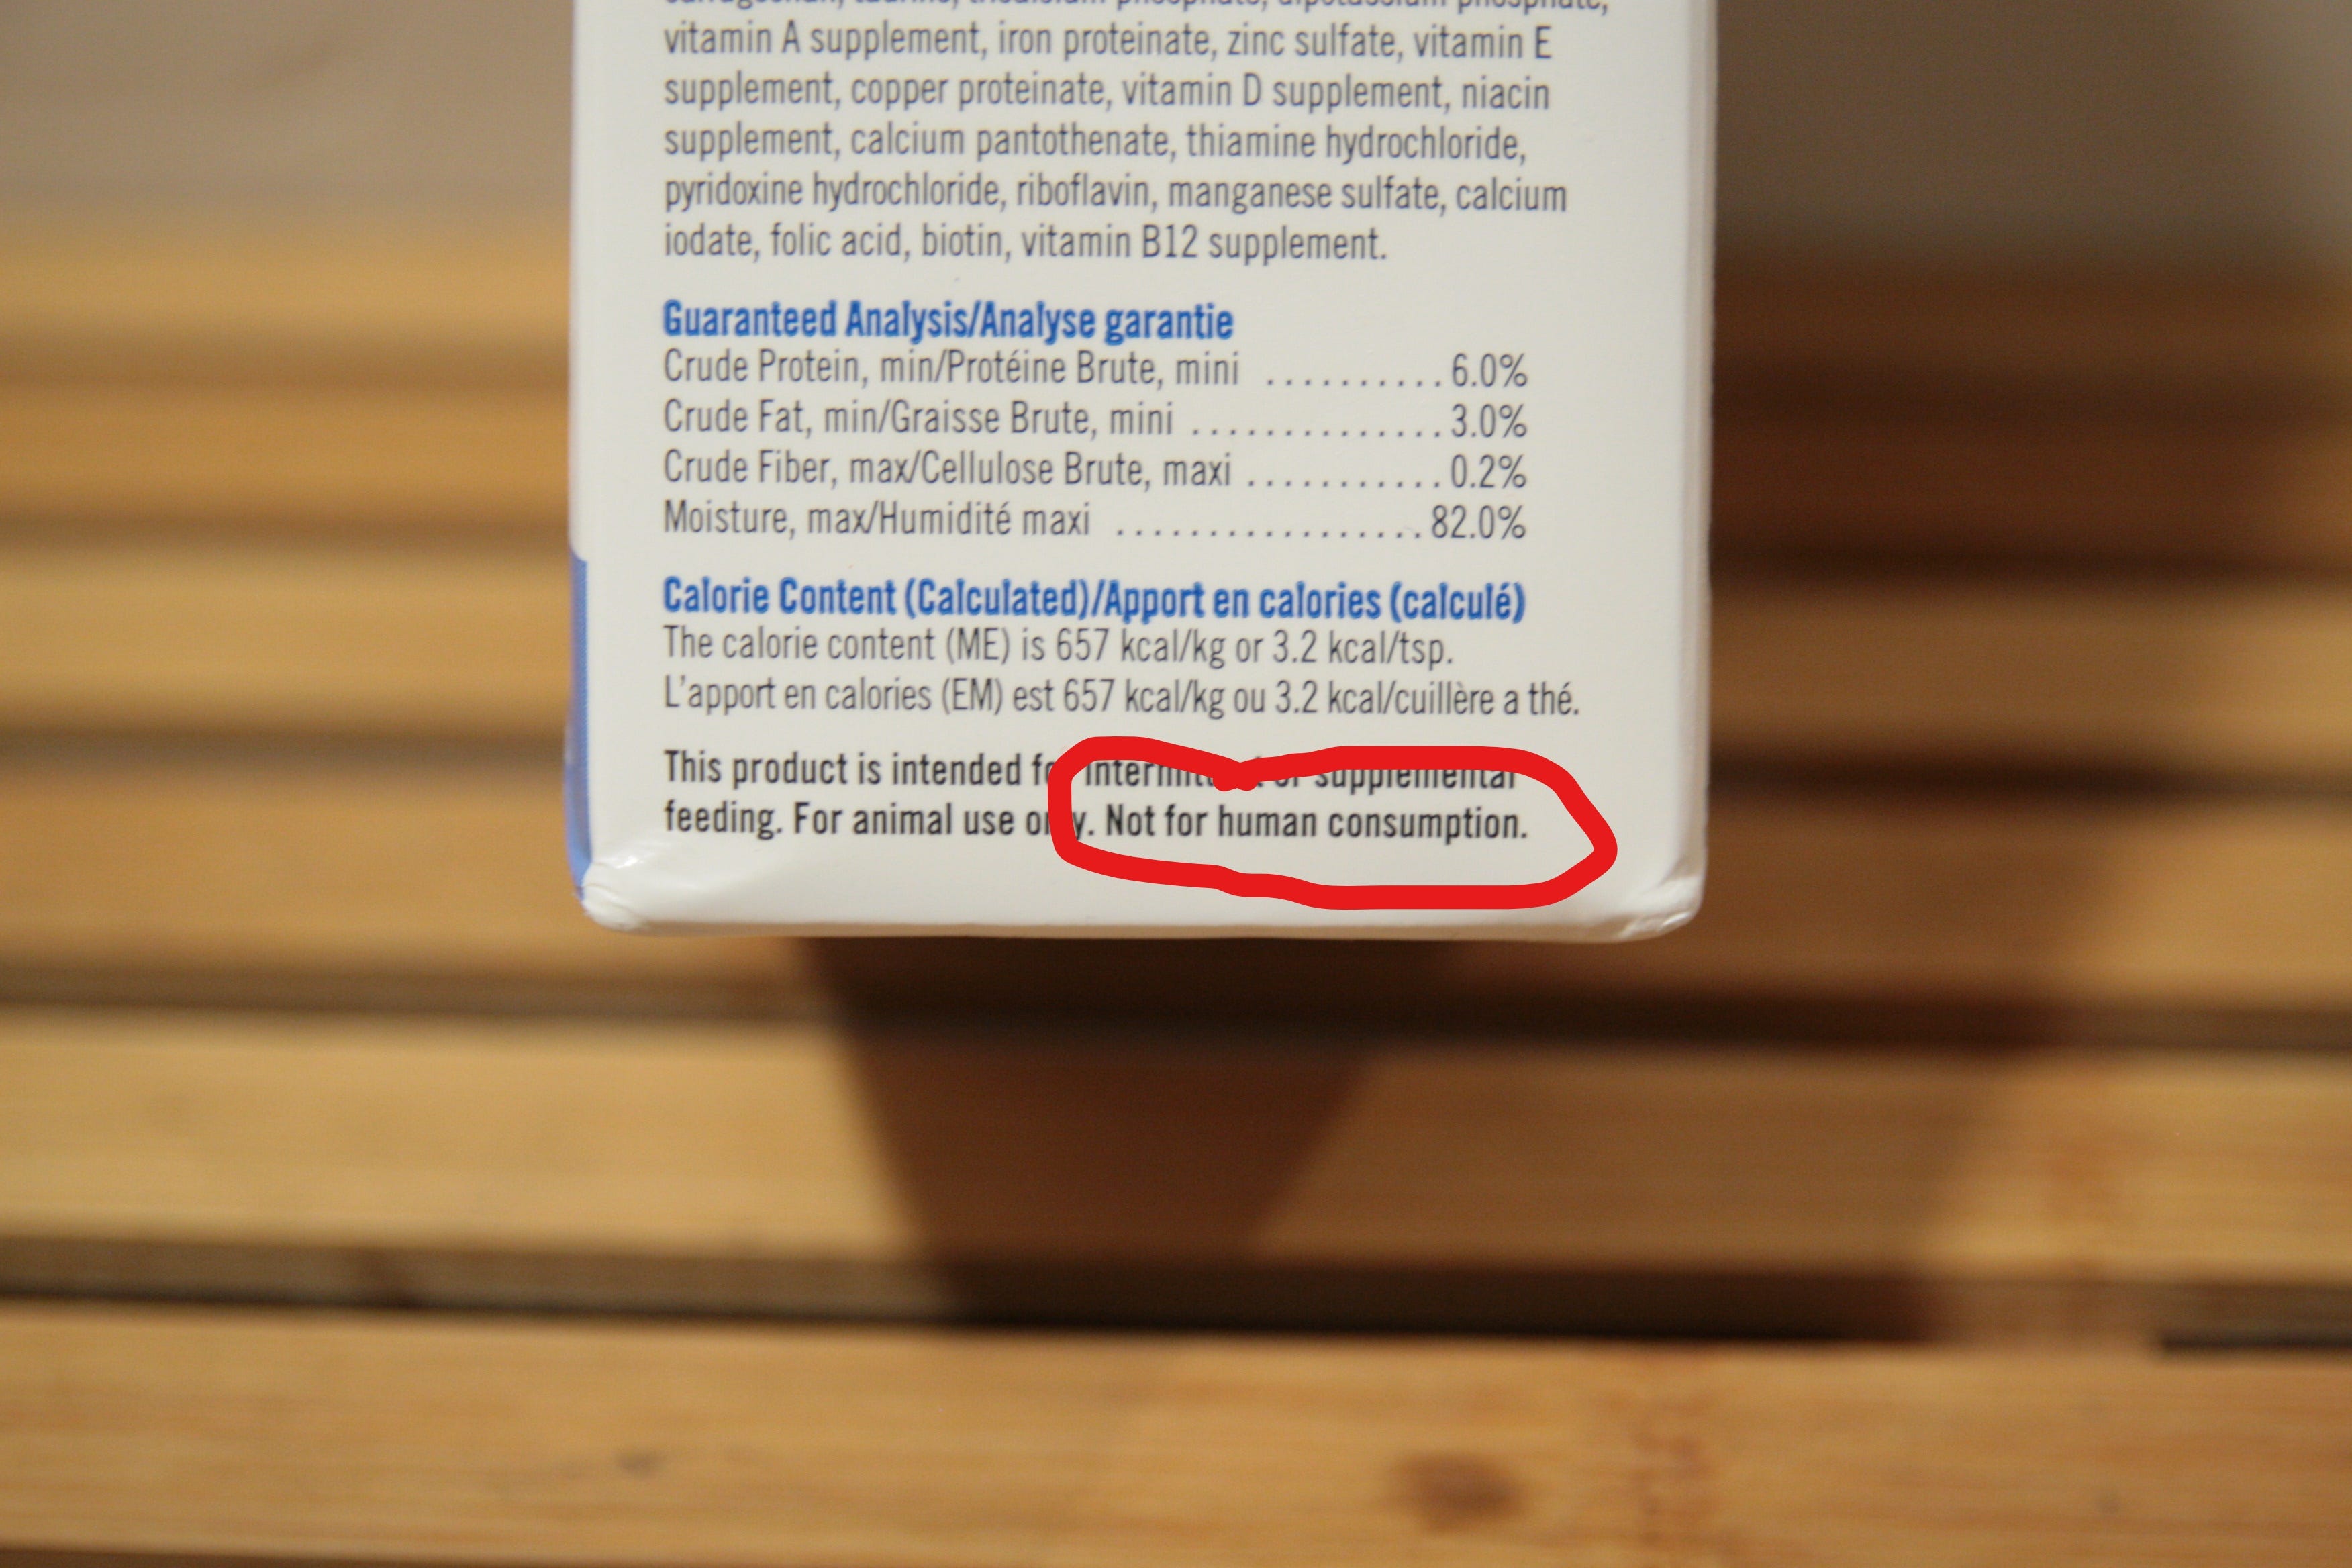 vitamin A supplement, iron proteinate, zinc sulfate, vitamin E
supplement, copper proteinate, vitamin D supplement, niacin
supplement, calcium pantothenate, thiamine hydrochloride,
pyridoxine hydrochloride, riboflavin, manganese sulfate, calcium
iodate, folic acid, biotin, vitamin B12 supplement.
Guaranteed Analysis/Analyse garantie
Crude Protein, min/Protéine Brute, mini .......... 6.0%
Crude Fat, min/Graisse Brute, mini .............. 3.0%
Crude Fiber, max/Cellulose Brute, maxi ........... 0.2%
Moisture, max/Humidité maxi ................. 82.0%
Calorie Content (Calculated)/Apport en calories (calculé)
The calorie content (ME) is 657 kcal/kg or 3.2 kcal/tsp.
L'apport en calories (EM) est 657 kcal/kg ou 3.2 kcal/cuillère a thé.
This product is intended for intermittent or supplemental
feeding. For animal use only. Not for human consumption.